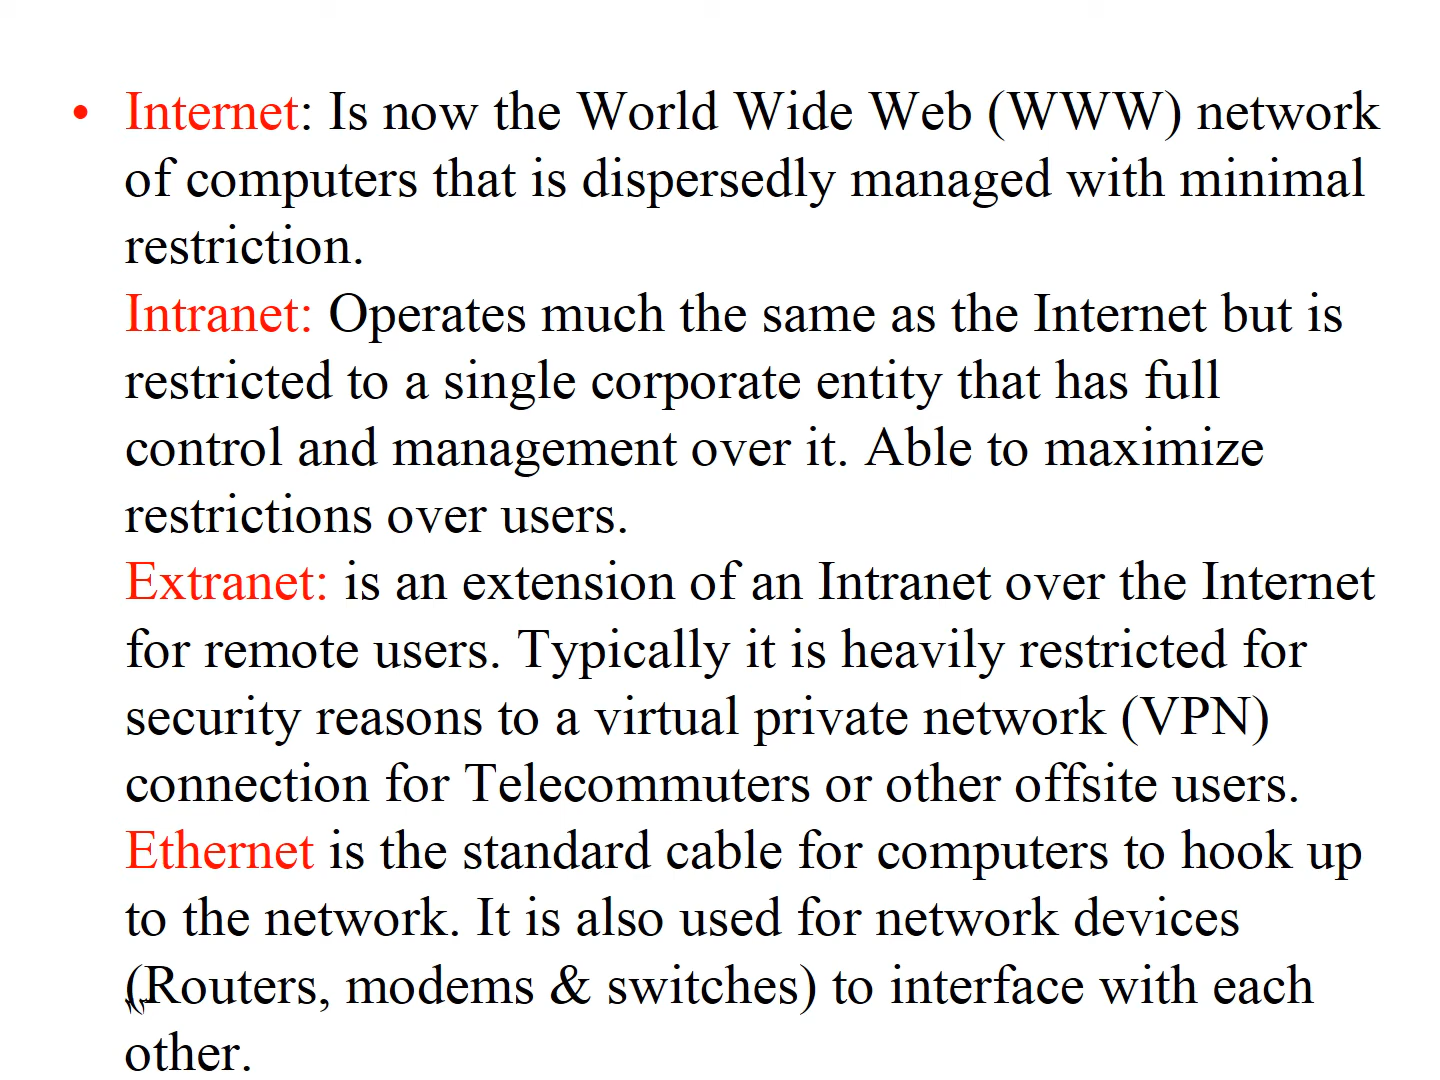 • Internet: Is now the World Wide Web (WWW) network
of computers that is dispersedly managed with minimal
restriction.
Intranet: Operates much the same as the Internet but is
restricted to a single corporate entity that has full
control and management over it. Able to maximize
restrictions over users.
Extranet: is an extension of an Intranet over the Internet
for remote users. Typically it is heavily restricted for
security reasons to a virtual private network (VPN)
connection for Telecommuters or other offsite users.
Ethernet is the standard cable for computers to hook up
to the network. It is also used for network devices
(Routers, modems & switches) to interface with each
other.